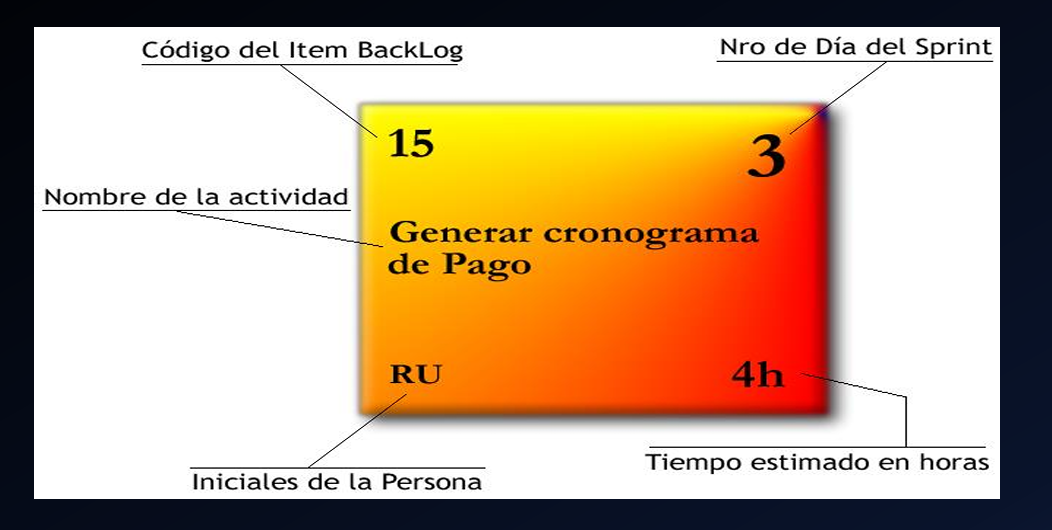 Código del Item BackLog
Nro de Día del Sprint
15
3
Nombre de la actividad
Generar cronograma
de Pago
RU
4h
Tiempo estimado en horas
Iniciales de la Persona